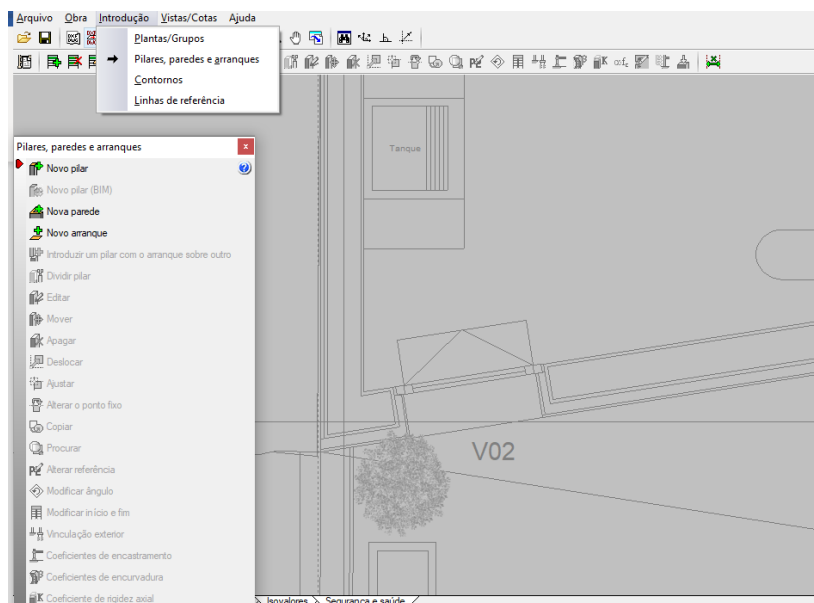 Arquivo Obra Introdução Vistas/Cotas Ajuda
Plantas/Grupos
Pilares, paredes e arranques
Contornos
Linhas de referência
Pilares, paredes e arranques
Novo pilar
Novo pilar (BIM)
Nova parede
Novo arranque
Introduzir um pilar com o arranque sobre outro
Dividir pilar
Editar
Mover
Apagar
Deslocar
Ajustar
Alterar o ponto fixo
Copiar
Procurar
Alterar referência
Modificar ângulo
Modificar início e fim
Vinculação exterior
Coeficientes de encastramento
Coeficientes de encurvadura
Coeficiente de rigidez axial
Tanque
V02
Isovalores Segurança e saúde